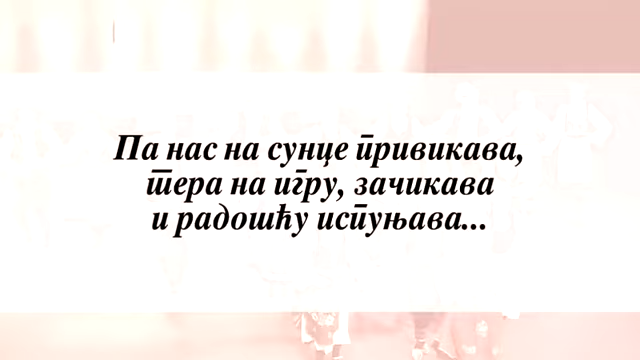 Па нас на сунце привикава,
тера на игру, зачикава
и радошћу испуњава...